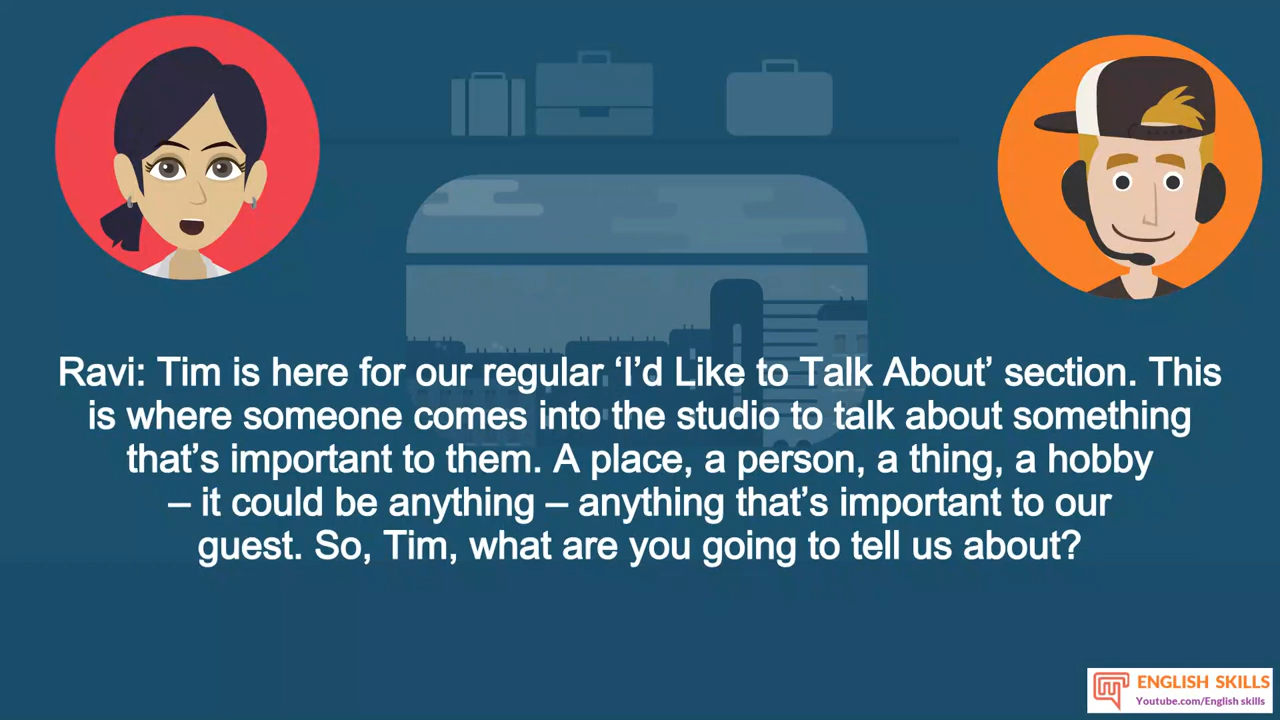 Ravi: Tim is here for our regular ‘I’d Like to Talk About’ section. This
is where someone comes into the studio to talk about something
that’s important to them. A place, a person, a thing, a hobby
– it could be anything – anything that’s important to our
guest. So, Tim, what are you going to tell us about?
ENGLISH SKILLS
Youtube.com/English skills